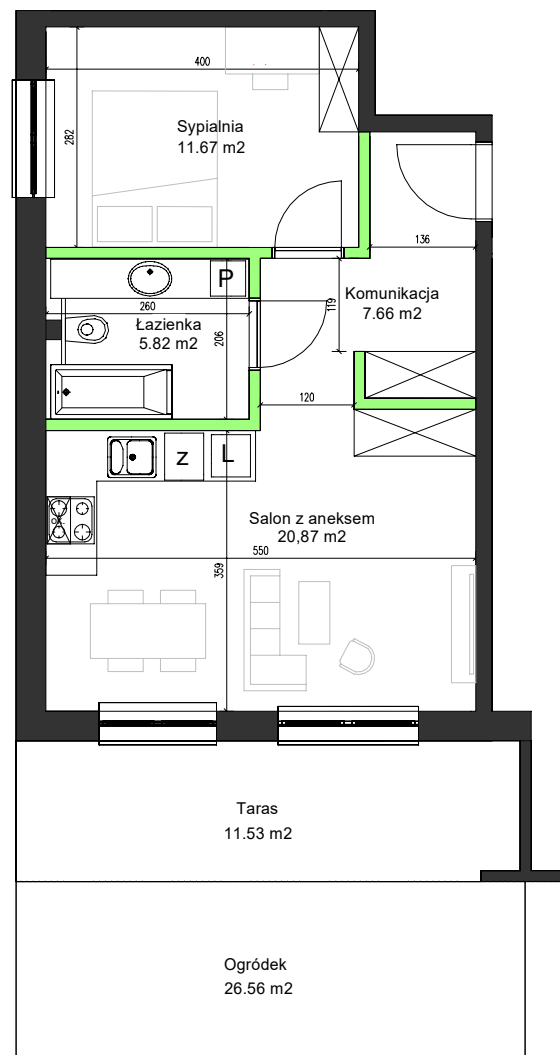 400
Sypialnia
11.67 m2
282
136
P
Komunikacja
7.66 m2
119
260
Łazienka
5.82 m2
206
120
z
L
Salon z aneksem
20,87 m2
550
359
Taras
11.53 m2
Ogródek
26.56 m2